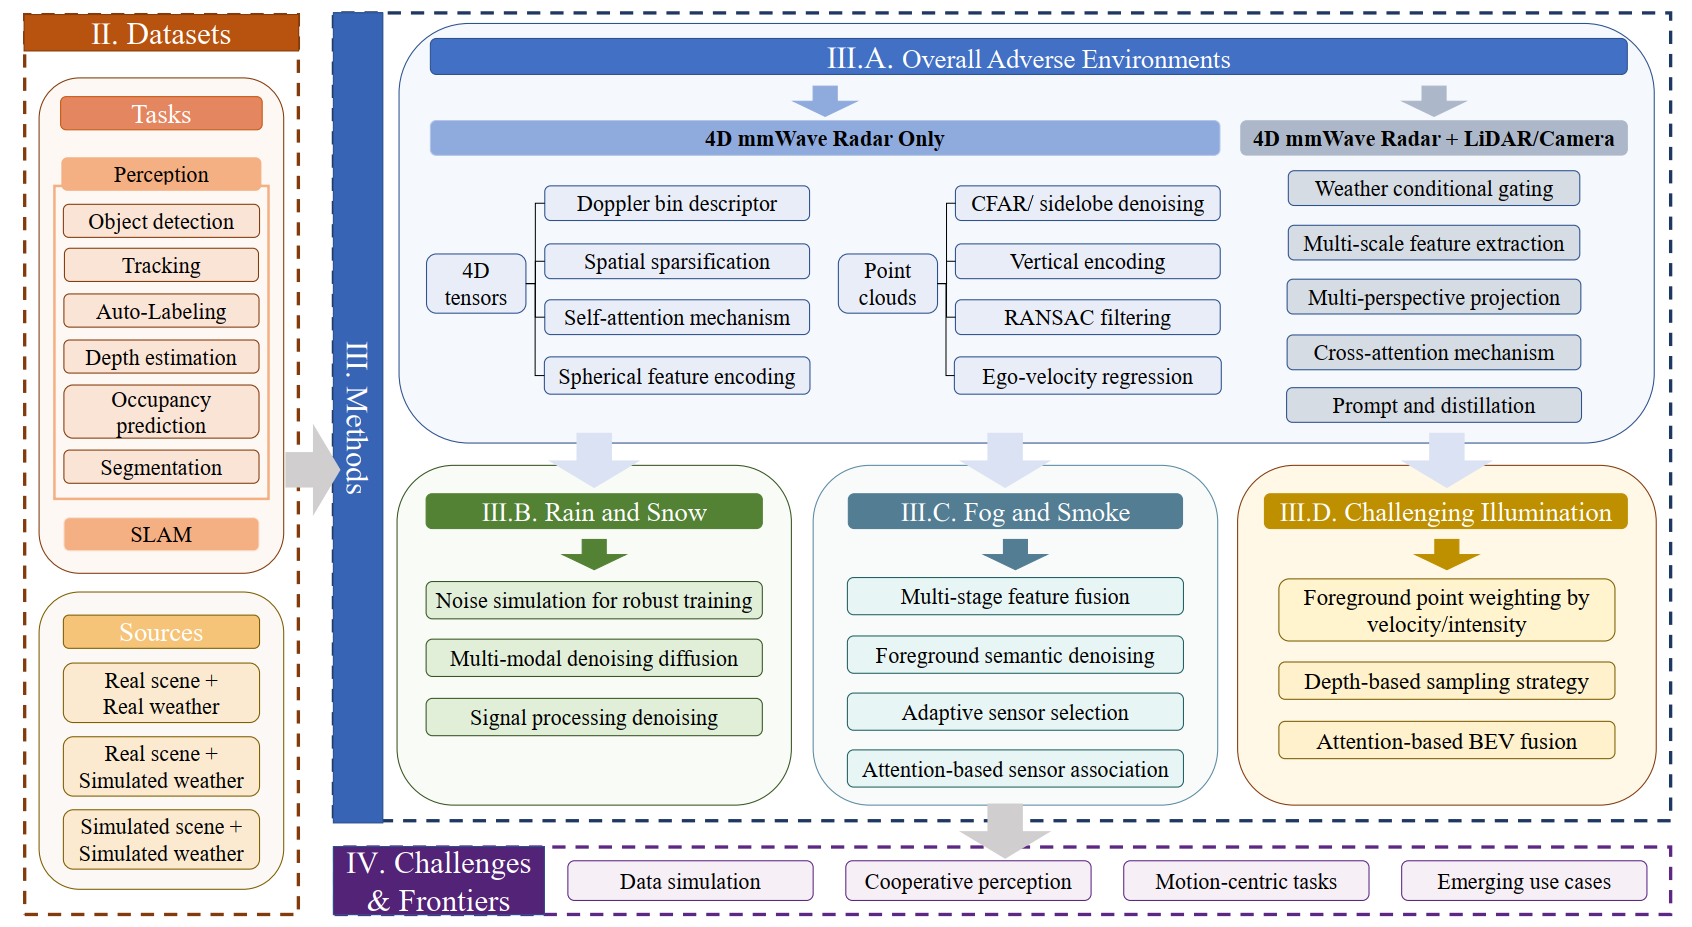 II. Datasets
Tasks
Perception
Object detection
Tracking
Auto-Labeling
Depth estimation
Occupancy
prediction
Segmentation
SLAM
Sources
Real scene +
Real weather
Real scene +
Simulated weather
Simulated scene +
Simulated weather
III. Methods
III.A. Overall Adverse Environments
4D mmWave Radar Only
4D
tensors
Doppler bin descriptor
Spatial sparsification
Self-attention mechanism
Spherical feature encoding
Point
clouds
CFAR/ sidelobe denoising
Vertical encoding
RANSAC filtering
Ego-velocity regression
4D mmWave Radar + LiDAR/Camera
Weather conditional gating
Multi-scale feature extraction
Multi-perspective projection
Cross-attention mechanism
Prompt and distillation
III.B. Rain and Snow
Noise simulation for robust training
Multi-modal denoising diffusion
Signal processing denoising
III.C. Fog and Smoke
Multi-stage feature fusion
Foreground semantic denoising
Adaptive sensor selection
Attention-based sensor association
III.D. Challenging Illumination
Foreground point weighting by
velocity/intensity
Depth-based sampling strategy
Attention-based BEV fusion
IV. Challenges
& Frontiers
Data simulation
Cooperative perception
Motion-centric tasks
Emerging use cases